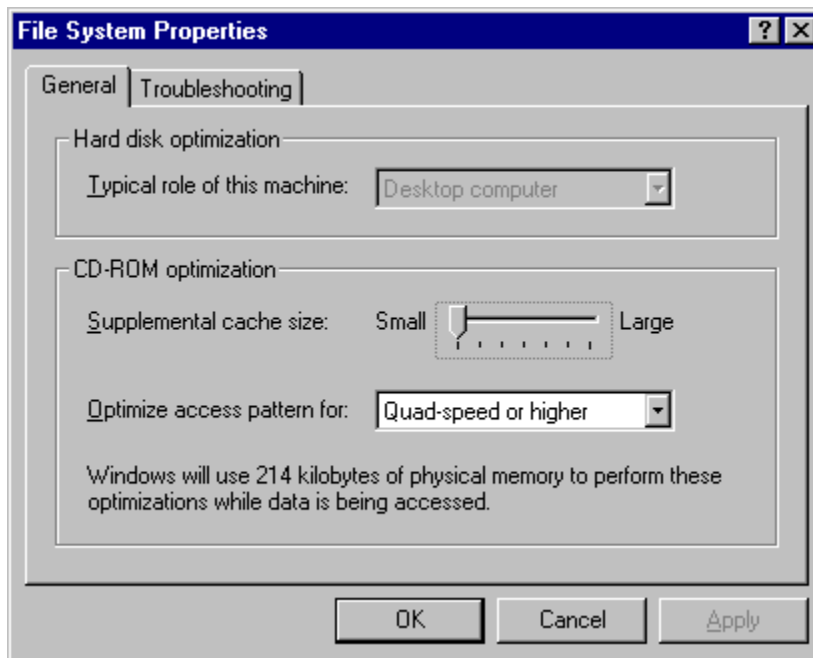 File System Properties
General Troubleshooting
Hard disk optimization
Typical role of this machine: Desktop computer
CD-ROM optimization
Supplemental cache size: Small Large
Optimize access pattern for: Quad-speed or higher
Windows will use 214 kilobytes of physical memory to perform these
optimizations while data is being accessed.
OK Cancel Apply